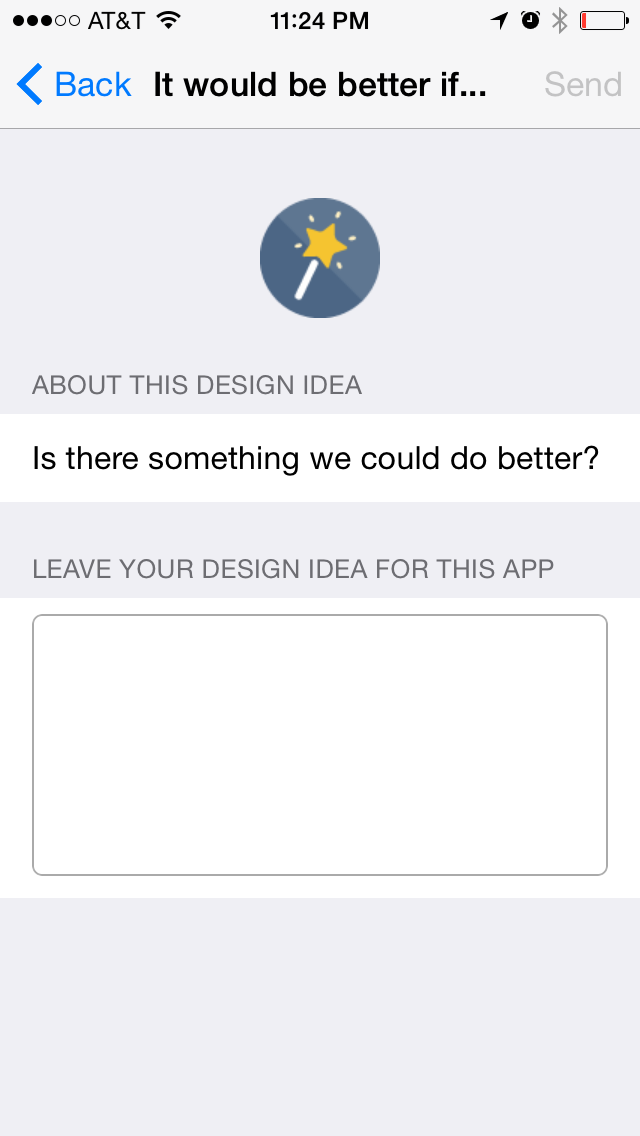 AT&T 11:24 PM
Back It would be better if... Send
ABOUT THIS DESIGN IDEA
Is there something we could do better?
LEAVE YOUR DESIGN IDEA FOR THIS APP